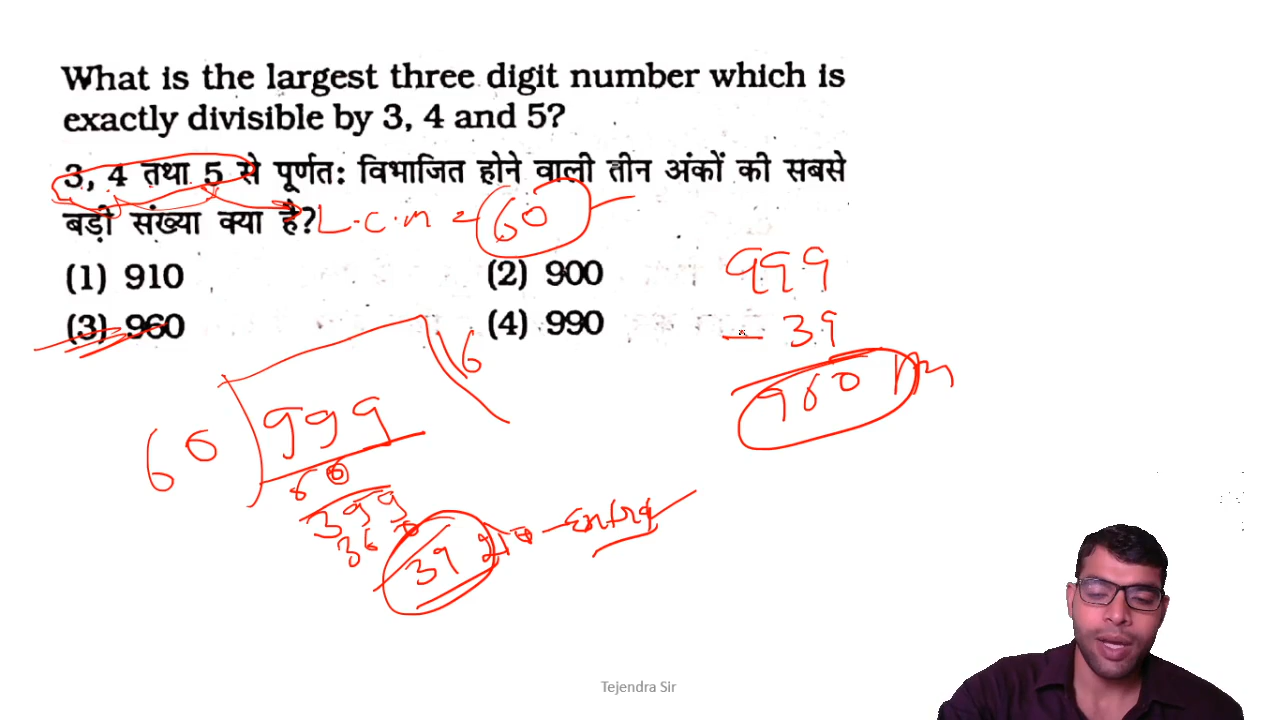 What is the largest three digit number which is
exactly divisible by 3, 4 and 5?
3, 4 तथा 5 से पूर्णत: विभाजित होने वाली तीन अंकों की सबसे
बड़ी संख्या क्या है? L.C.M = 60
(1) 910 (2) 900
(3) 960 (4) 990
999
- 39
960
16
60 999
60
399
360
39 Extra
Tejendra Sir